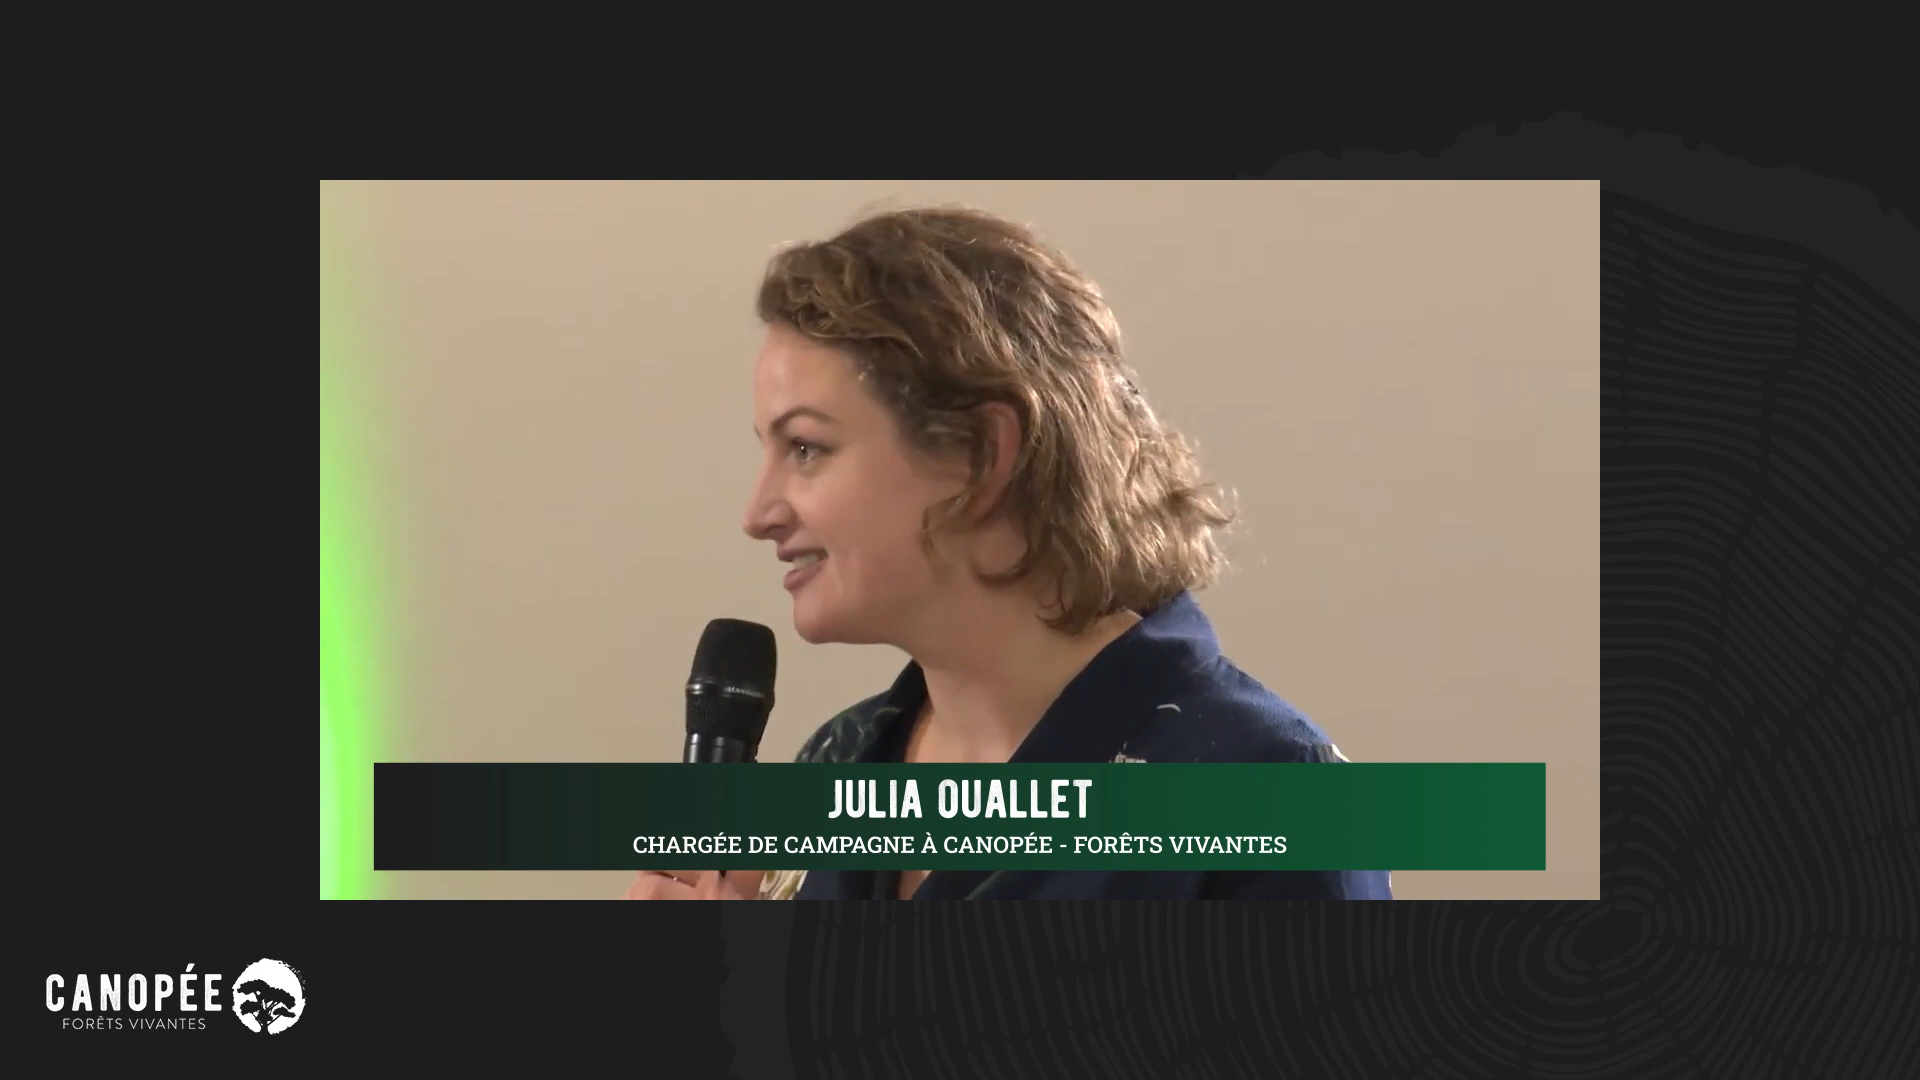 JULIA OUALLET
CHARGÉE DE CAMPAGNE À CANOPÉE - FORÊTS VIVANTES
CANOPÉE
FORÊTS VIVANTES